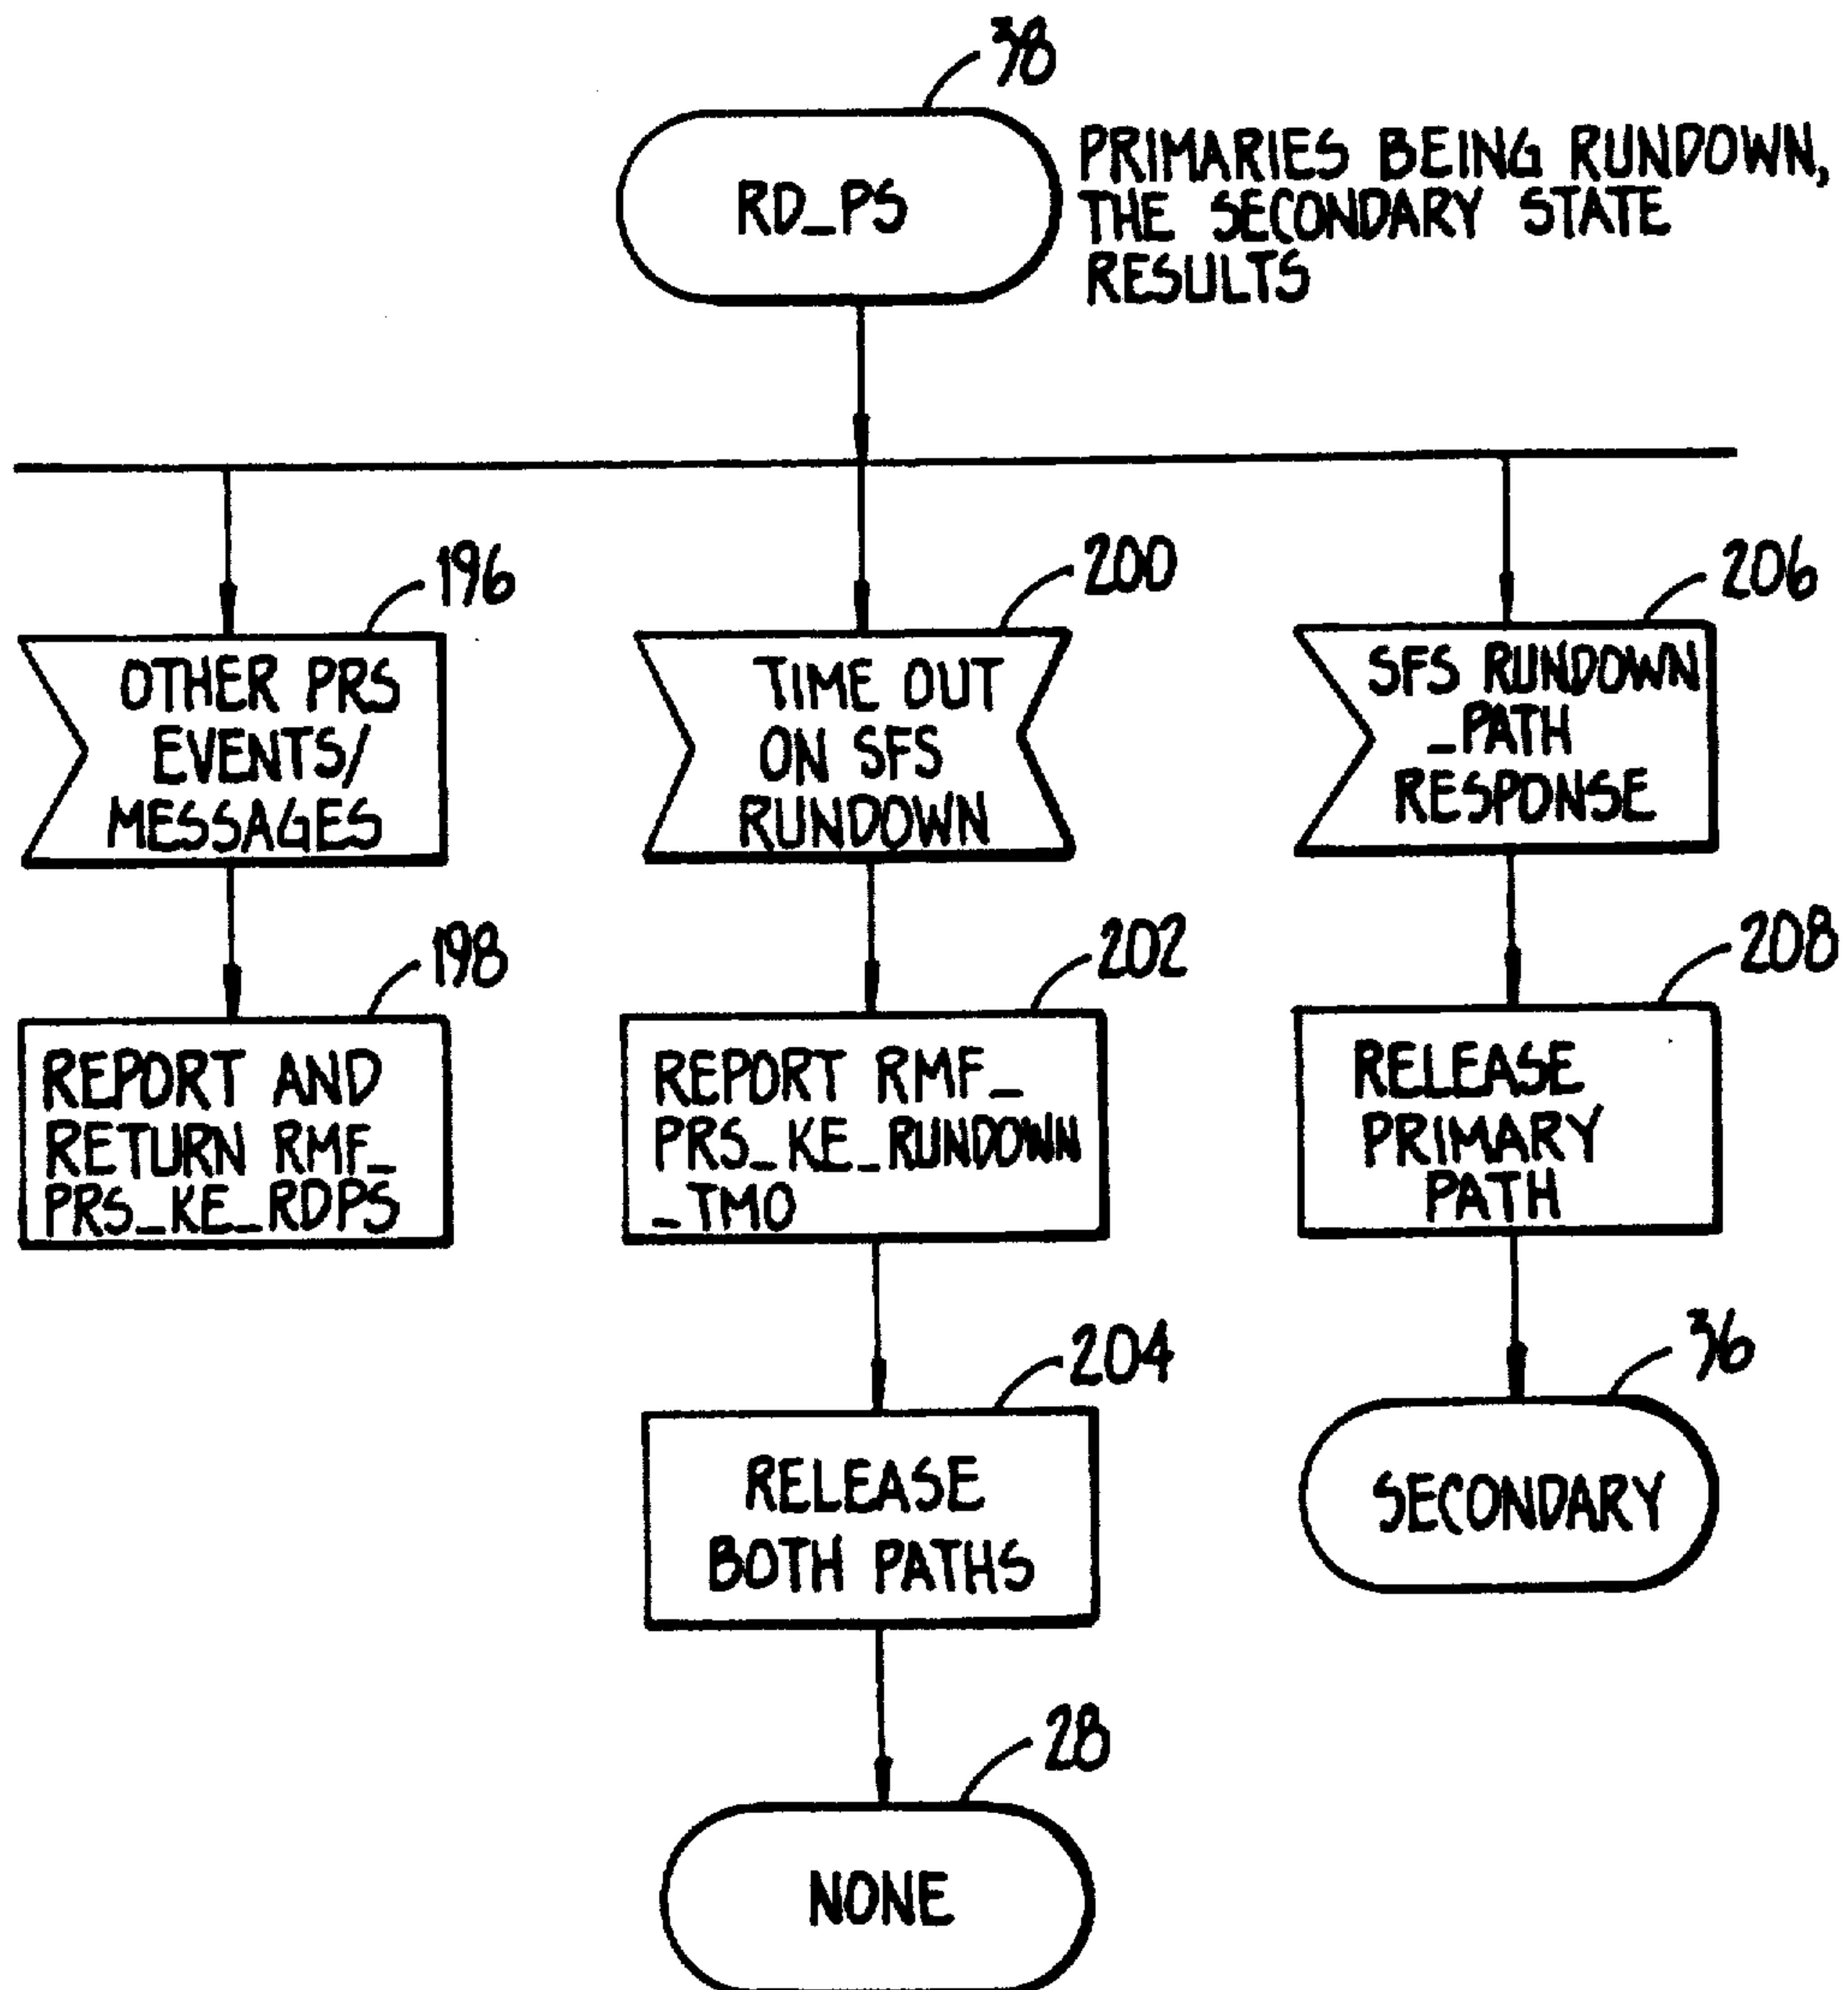 38
RD_PS
PRIMARIES BEING RUNDOWN,
THE SECONDARY STATE
RESULTS
196
OTHER PRS
EVENTS/
MESSAGES
200
TIME OUT
ON SFS
RUNDOWN
206
SFS RUNDOWN
_PATH
RESPONSE
198
REPORT AND
RETURN RMF_
PRS_KE_RDPS
202
REPORT RMF_
PRS_KE_RUNDOWN
_TMO
208
RELEASE
PRIMARY
PATH
204
RELEASE
BOTH PATHS
36
SECONDARY
28
NONE